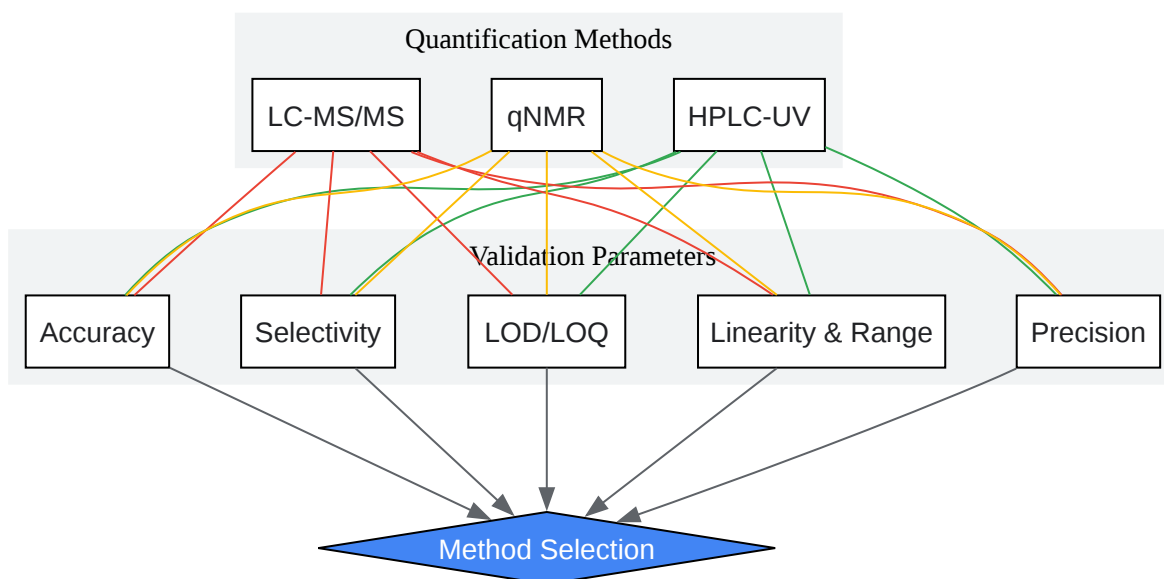 Quantification Methods
LC-MS/MS
qNMR
HPLC-UV
Validation Parameters
Accuracy
Selectivity
LOD/LOQ
Linearity & Range
Precision
Method Selection